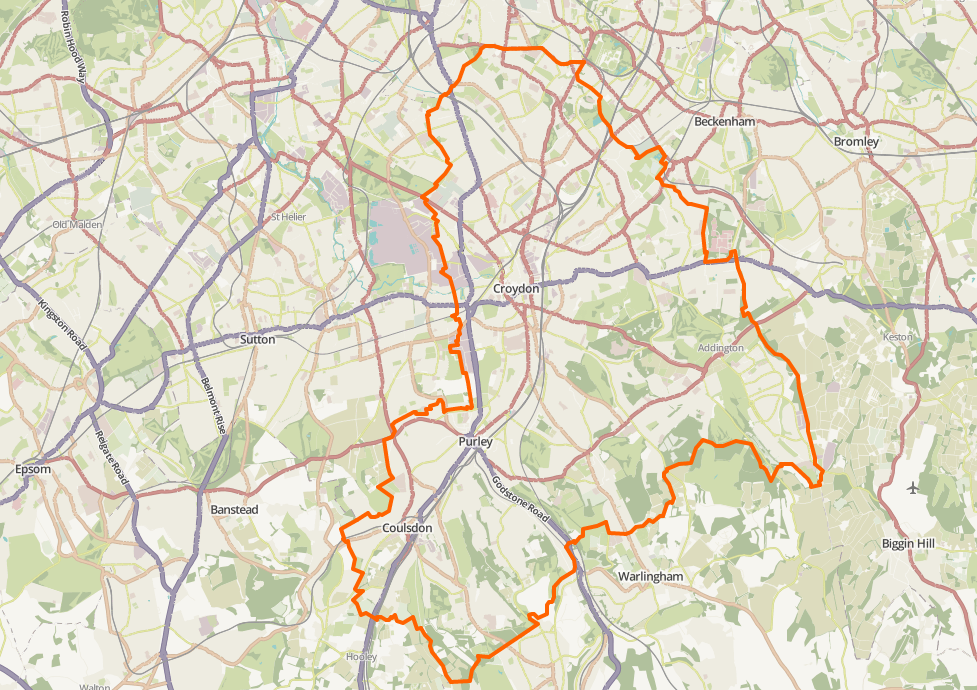 Robin Hood Way
Beckenham
Bromley
St Helier
Old Malden
Croydon
Kingston Road
Sutton
Addington
Keston
Belmont Rise
Purley
Reigate Road
Epsom
Godstone Road
Banstead
Coulsdon
Biggin Hill
Warlingham
Hooley
Walton